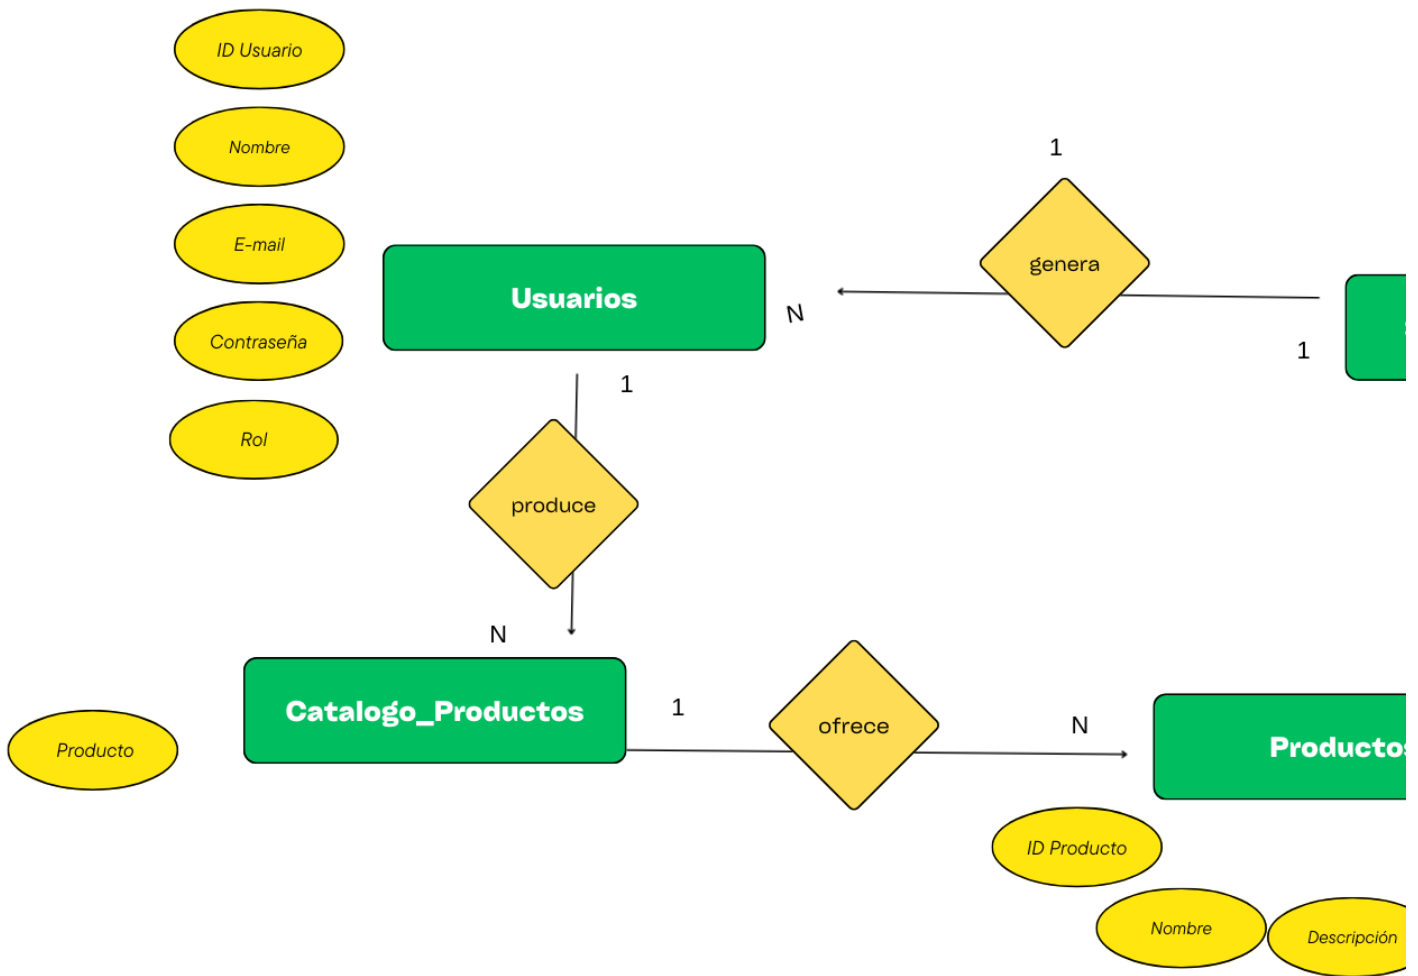 ID Usuario
Nombre
E-mail
Contraseña
Rol
Usuarios
N
1
genera
1
1
produce
N
Catalogo_Productos
1
ofrece
N
Productos
Producto
ID Producto
Nombre
Descripción